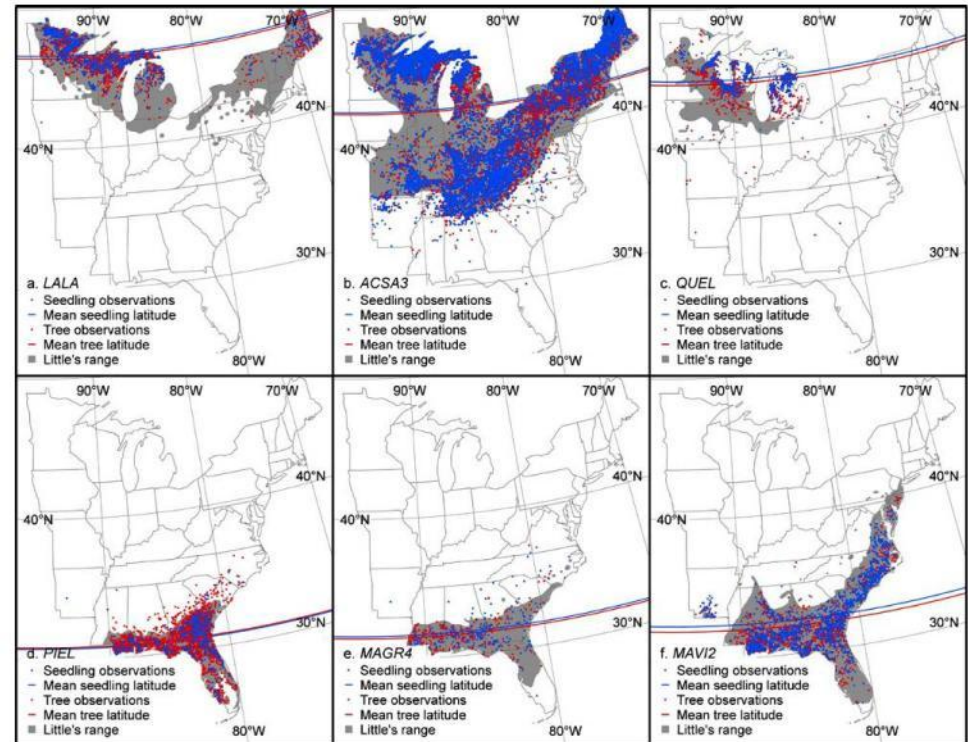 90°W
80°W
70°W
40°N
40°N
30°N
a. LALA
Seedling observations
Mean seedling latitude
Tree observations
Mean tree latitude
Little's range
80°W
90°W
80°W
70°W
40°N
40°N
30°N
b. ACSA3
Seedling observations
Mean seedling latitude
Tree observations
Mean tree latitude
Little's range
80°W
90°W
80°W
70°W
40°N
40°N
30°N
c. QUEL
Seedling observations
Mean seedling latitude
Tree observations
Mean tree latitude
Little's range
80°W
90°W
80°W
70°W
40°N
40°N
30°N
d. PIEL
Seedling observations
Mean seedling latitude
Tree observations
Mean tree latitude
Little's range
80°W
90°W
80°W
70°W
40°N
40°N
30°N
e. MAGR4
Seedling observations
Mean seedling latitude
Tree observations
Mean tree latitude
Little's range
80°W
90°W
80°W
70°W
40°N
40°N
30°N
f. MAVI2
Seedling observations
Mean seedling latitude
Tree observations
Mean tree latitude
Little's range
80°W